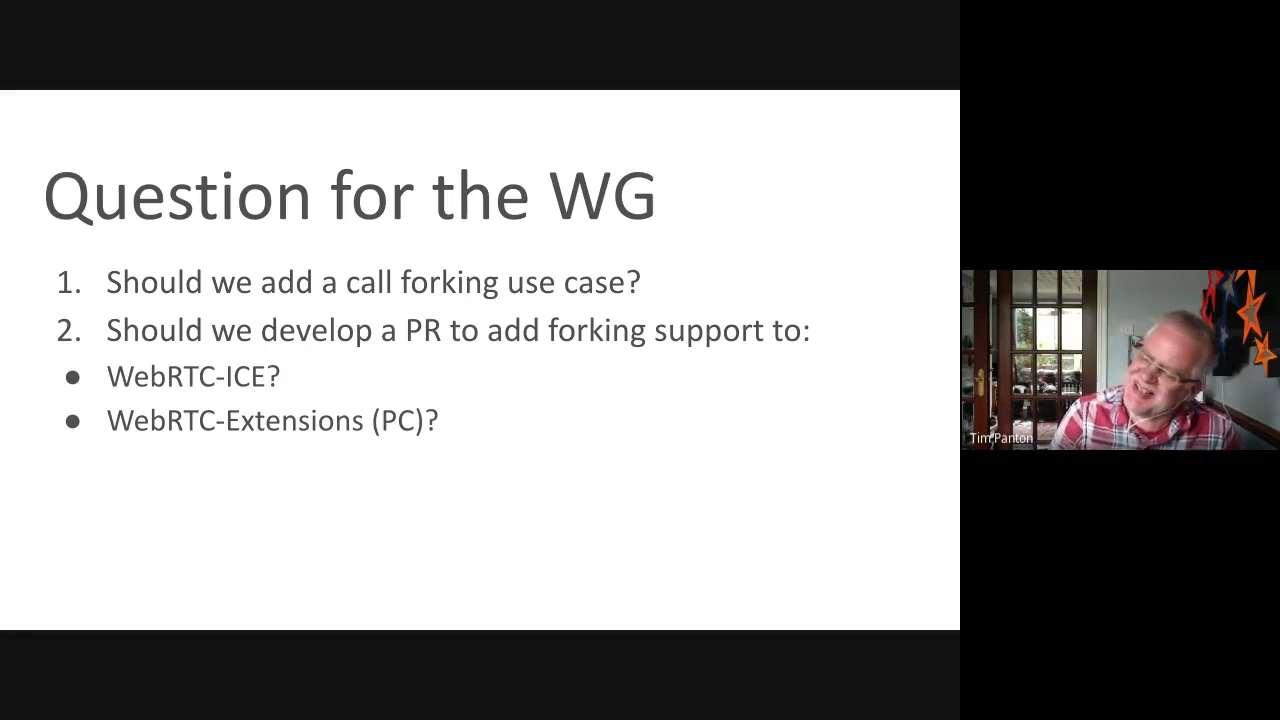 Question for the WG
1. Should we add a call forking use case?
2. Should we develop a PR to add forking support to:
● WebRTC-ICE?
● WebRTC-Extensions (PC)?
Tim Panton